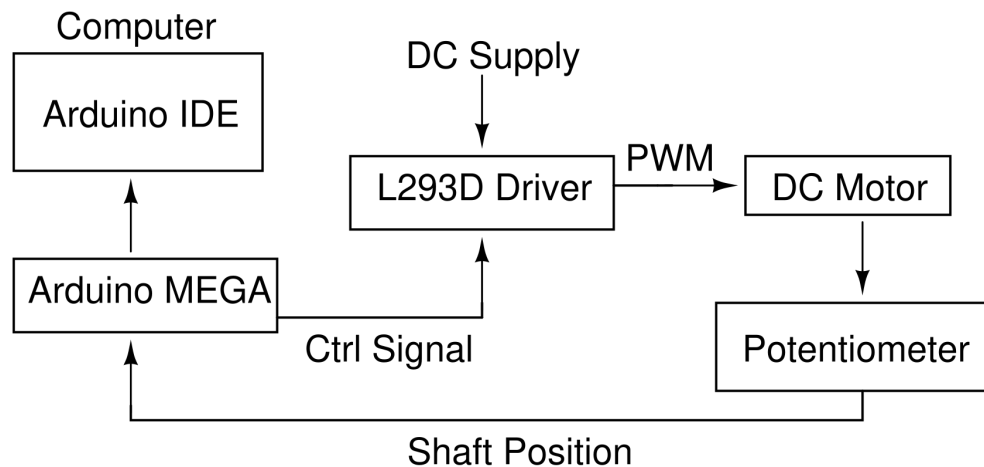 Computer
Arduino IDE
DC Supply
L293D Driver
PWM
DC Motor
Arduino MEGA
Ctrl Signal
Potentiometer
Shaft Position